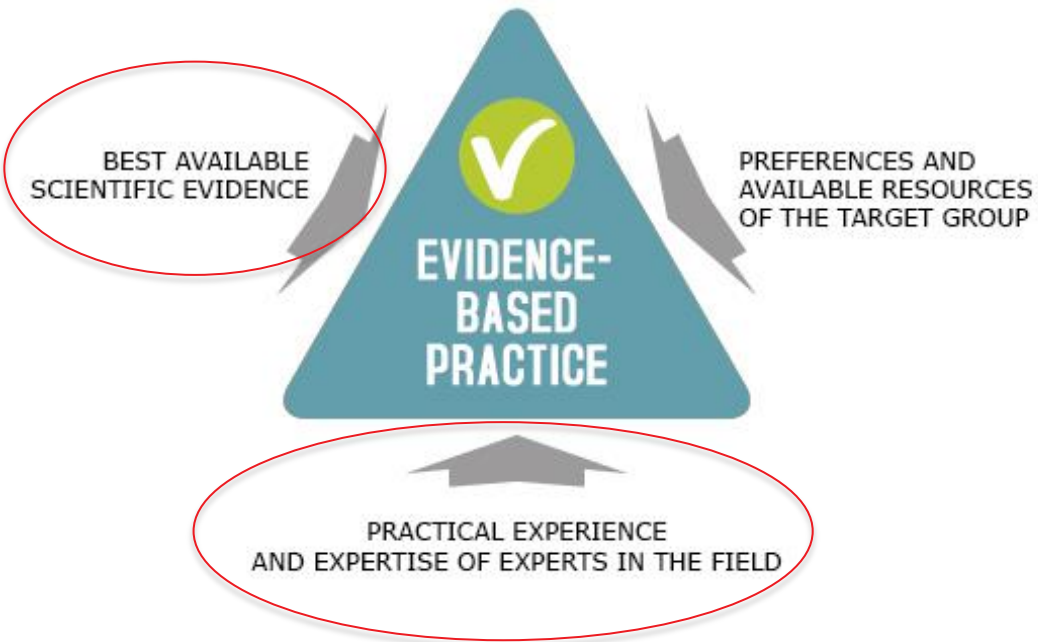 BEST AVAILABLE
SCIENTIFIC EVIDENCE
EVIDENCE-
BASED
PRACTICE
PREFERENCES AND
AVAILABLE RESOURCES
OF THE TARGET GROUP
PRACTICAL EXPERIENCE
AND EXPERTISE OF EXPERTS IN THE FIELD